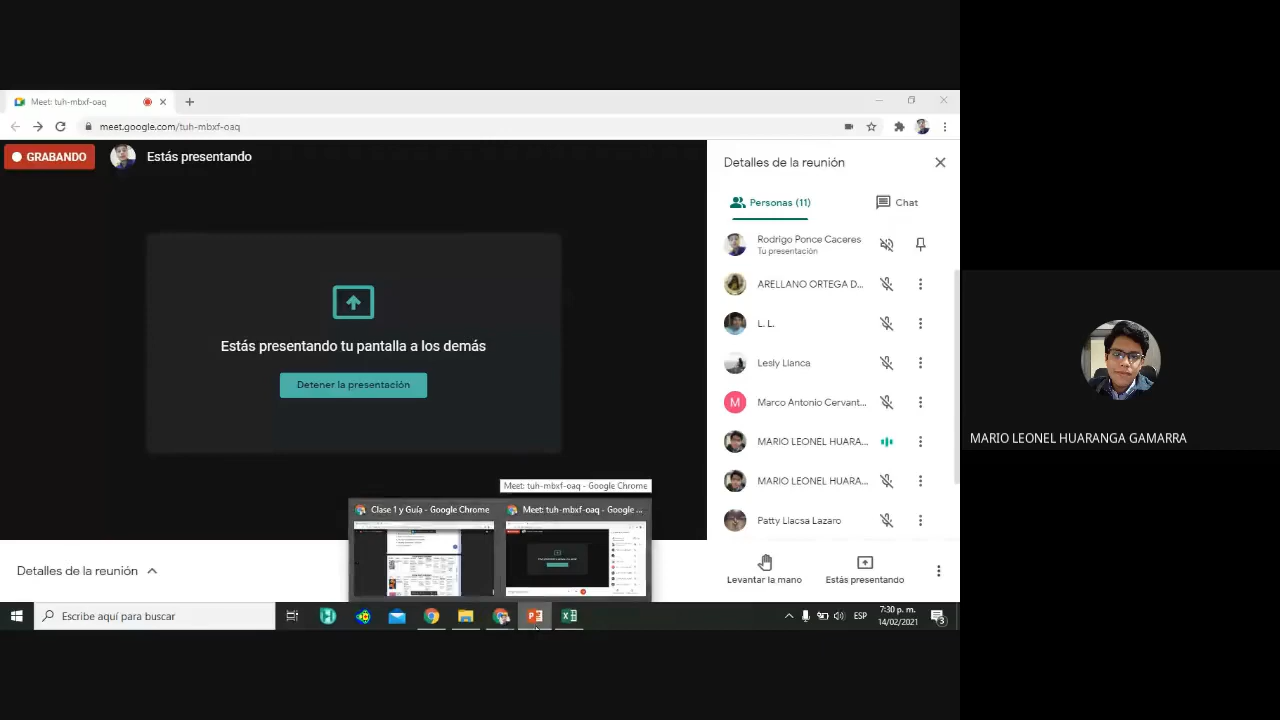 Meet: tuh-mbxf-oaq
meet.google.com/tuh-mbxf-oaq
GRABANDO
Estás presentando
Estás presentando tu pantalla a los demás
Detener la presentación
Detalles de la reunión
Personas (11)
Chat
Rodrigo Ponce Caceres
Tu presentación
ARELLANO ORTEGA D...
L. L.
Lesly Llanca
Marco Antonio Cervant...
MARIO LEONEL HUARA...
MARIO LEONEL HUARA...
Patty Llacsa Lazaro
MARIO LEONEL HUARANGA GAMARRA
Meet: tuh-mbxf-oaq - Google Chrome
Clase 1 y Guía - Google Chrome
Meet: tuh-mbxf-oaq - Google ...
Detalles de la reunión
Levantar la mano
Estás presentando
Escribe aquí para buscar
ESP
7:30 p. m.
14/02/2021
3